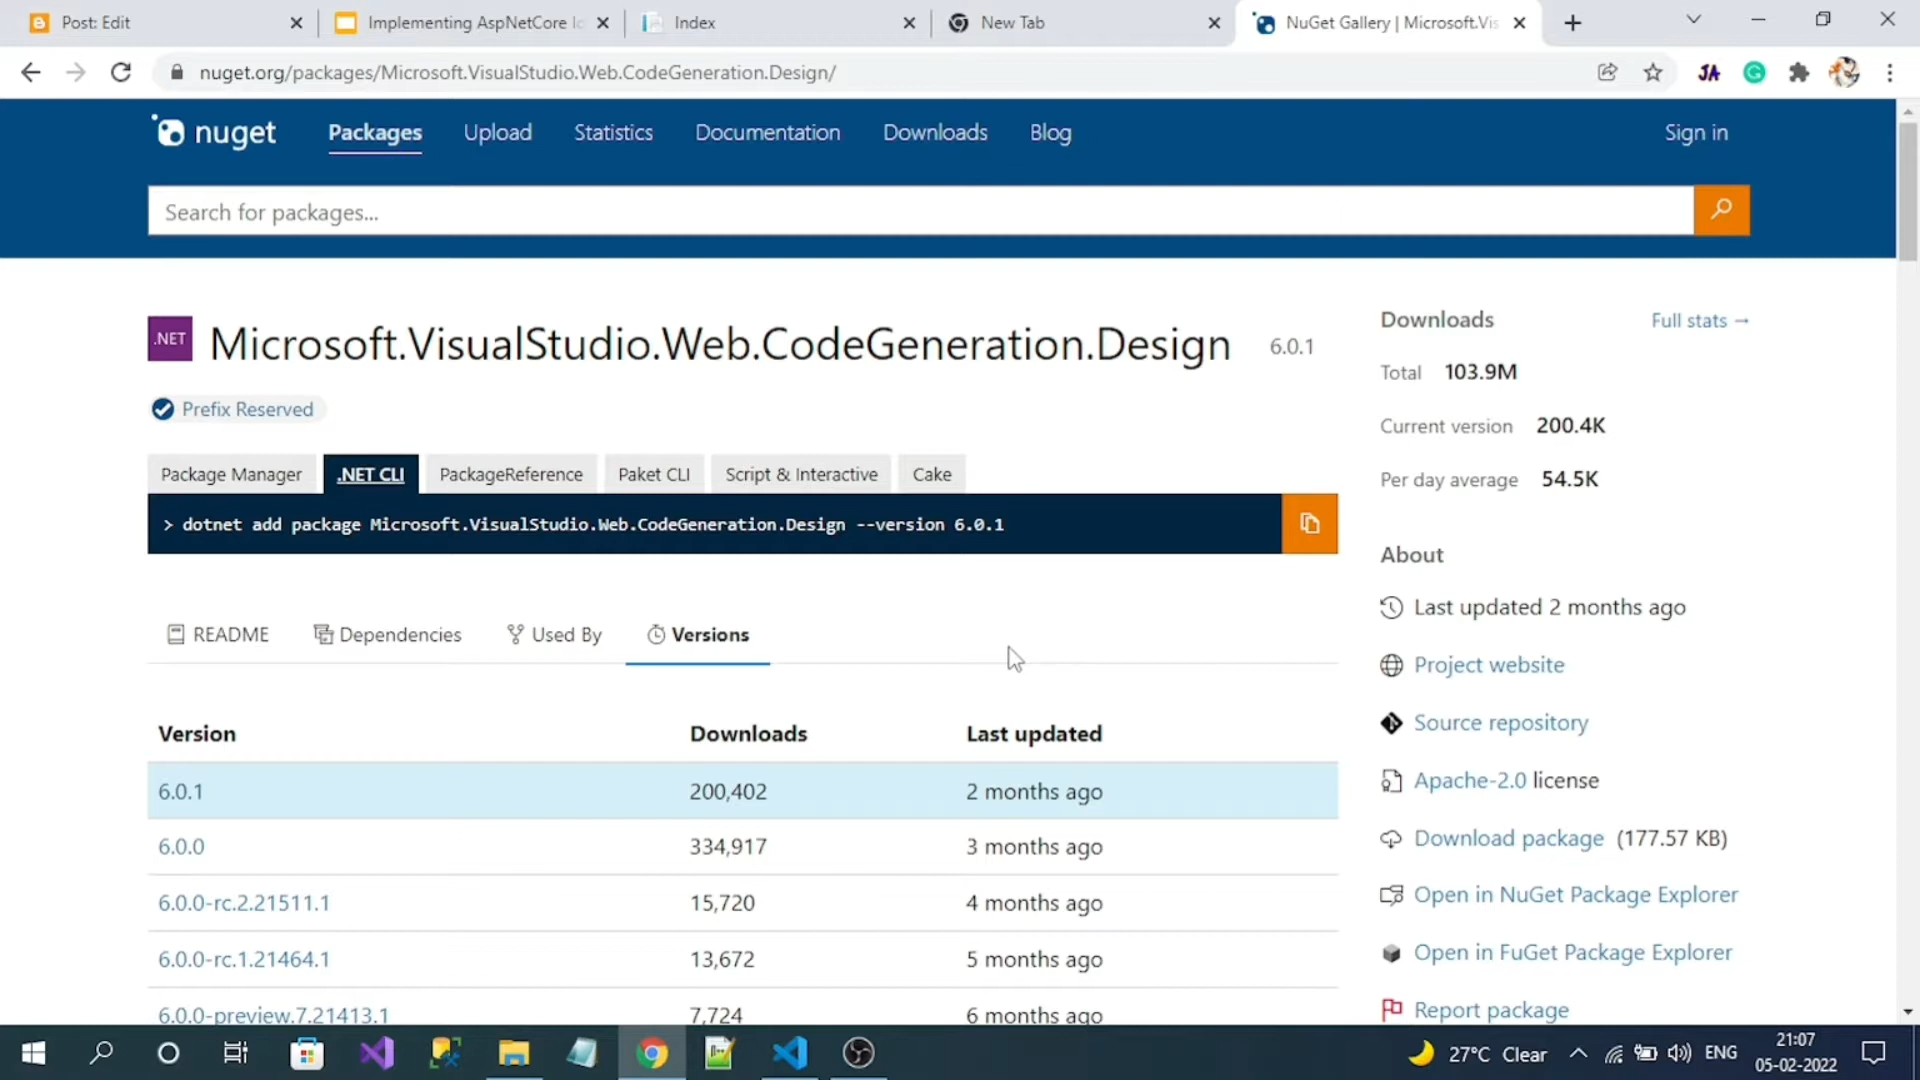 Post: Edit
Implementing AspNetCore Ic
Index
New Tab
NuGet Gallery | Microsoft.Vis
nuget.org/packages/Microsoft.VisualStudio.Web.CodeGeneration.Design/
JA
nuget
Packages
Upload
Statistics
Documentation
Downloads
Blog
Sign in
Search for packages...
.NET
Microsoft.VisualStudio.Web.CodeGeneration.Design 6.0.1
Prefix Reserved
Package Manager
.NET CLI
PackageReference
Paket CLI
Script & Interactive
Cake
> dotnet add package Microsoft.VisualStudio.Web.CodeGeneration.Design --version 6.0.1
README
Dependencies
Used By
Versions
Version Downloads Last updated
6.0.1 200,402 2 months ago
6.0.0 334,917 3 months ago
6.0.0-rc.2.21511.1 15,720 4 months ago
6.0.0-rc.1.21464.1 13,672 5 months ago
6.0.0-preview.7.21413.1 7,724 6 months ago
Downloads Full stats →
Total 103.9M
Current version 200.4K
Per day average 54.5K
About
Last updated 2 months ago
Project website
Source repository
Apache-2.0 license
Download package (177.57 KB)
Open in NuGet Package Explorer
Open in FuGet Package Explorer
Report package
27°C Clear
ENG
21:07
05-02-2022